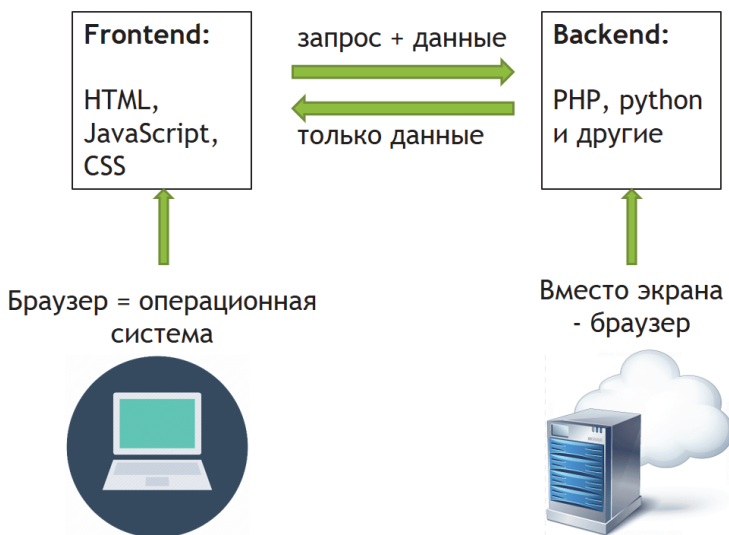 Frontend:
HTML,
JavaScript,
CSS
запрос + данные
только данные
Backend:
PHP, python
и другие
Браузер = операционная
система
Вместо экрана
- браузер